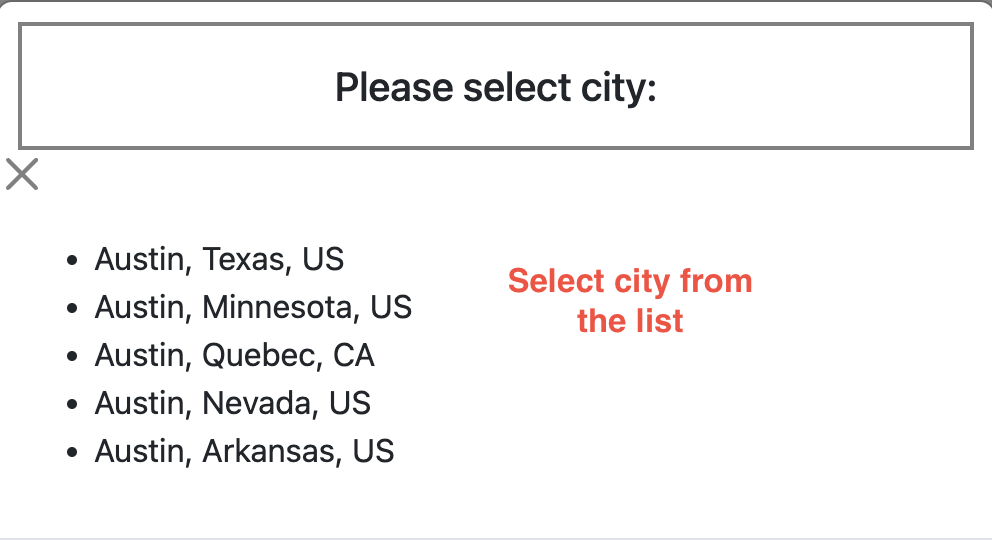 Please select city:
Austin, Texas, US
Austin, Minnesota, US
Austin, Quebec, CA
Austin, Nevada, US
Austin, Arkansas, US
Select city from
the list